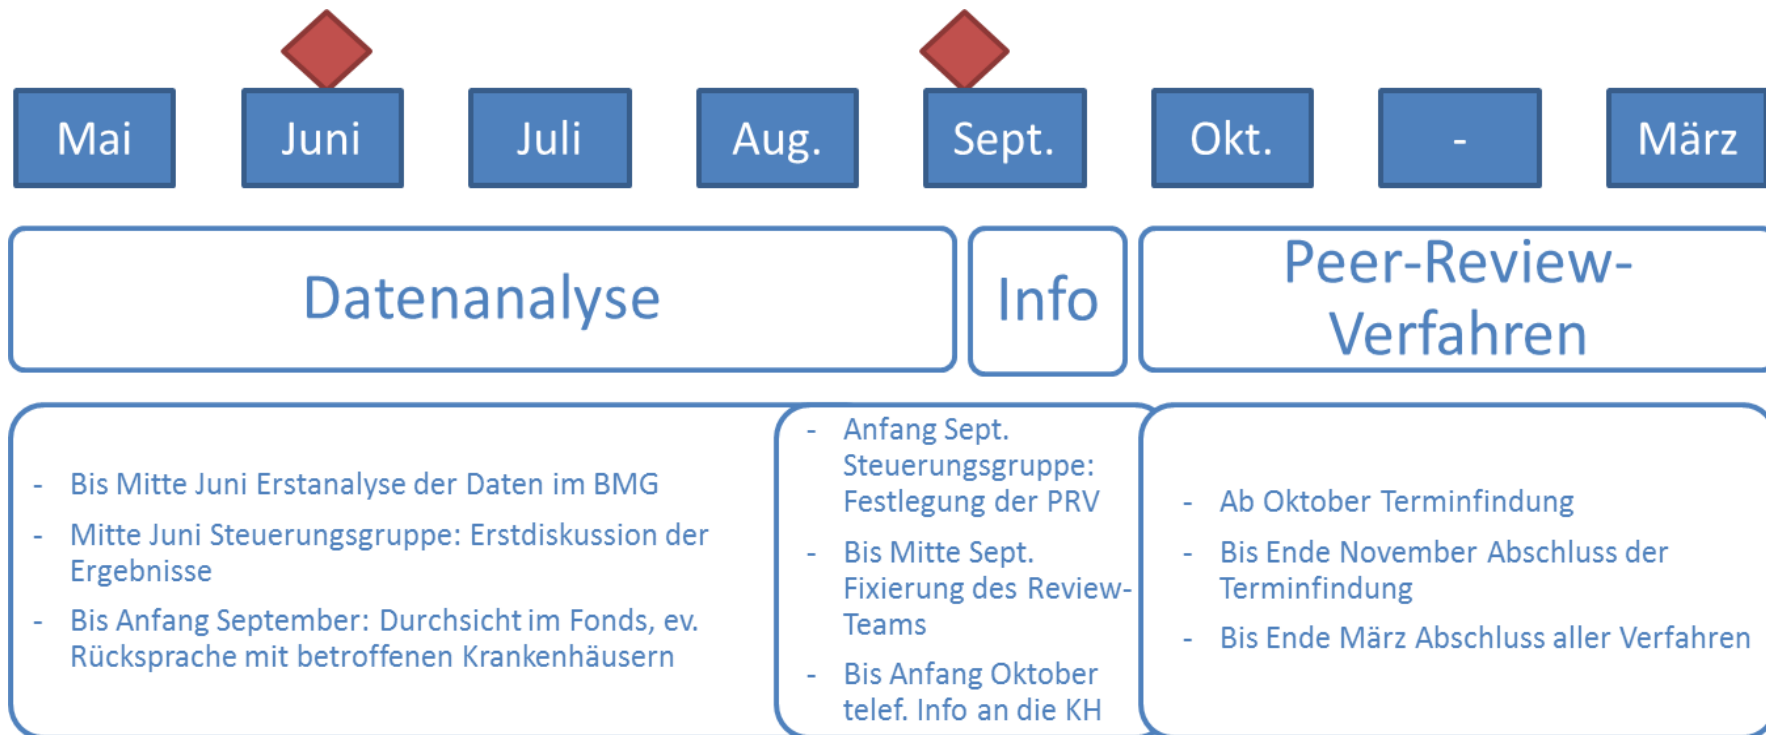 Mai
Juni
Juli
Aug.
Sept.
Okt.
-
März
Datenanalyse
Info
Peer-Review-
Verfahren
- Bis Mitte Juni Erstanalyse der Daten im BMG
- Mitte Juni Steuerungsgruppe: Erstdiskussion der
Ergebnisse
- Bis Anfang September: Durchsicht im Fonds, ev.
Rücksprache mit betroffenen Krankenhäusern
- Anfang Sept.
Steuerungsgruppe:
Festlegung der PRV
- Bis Mitte Sept.
Fixierung des Review-
Teams
- Bis Anfang Oktober
telef. Info an die KH
- Ab Oktober Terminfindung
- Bis Ende November Abschluss der
Terminfindung
- Bis Ende März Abschluss aller Verfahren